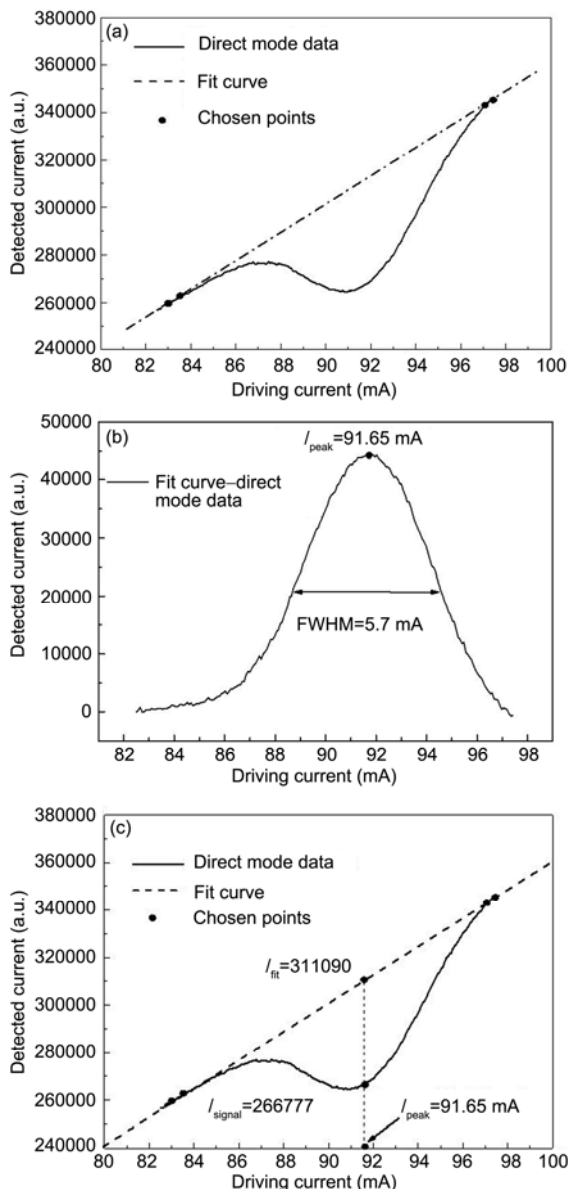 (a)
Direct mode data
Fit curve
Chosen points
Detected current (a.u.)
380000
360000
340000
320000
300000
280000
260000
240000
80 82 84 86 88 90 92 94 96 98 100
Driving current (mA)
(b)
I peak=91.65 mA
Fit curve–direct
mode data
FWHM=5.7 mA
Detected current (a.u.)
50000
40000
30000
20000
10000
0
82 84 86 88 90 92 94 96 98
Driving current (mA)
(c)
Direct mode data
Fit curve
Chosen points
I fit=311090
I signal=266777
I peak=91.65 mA
Detected current (a.u.)
380000
360000
340000
320000
300000
280000
260000
240000
80 82 84 86 88 90 92 94 96 98 100
Driving current (mA)